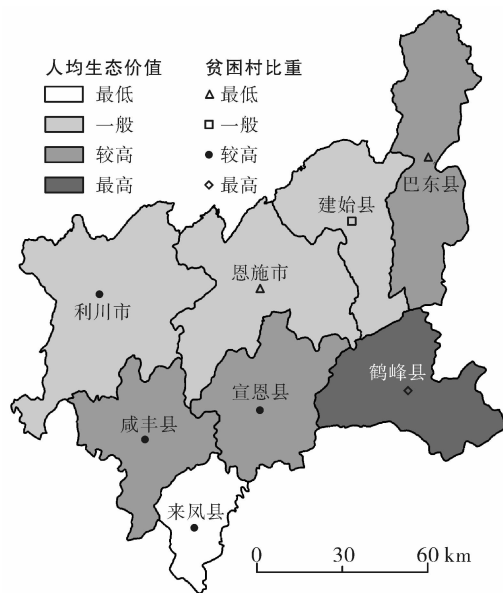 人均生态价值 贫困村比重
最低 最低
一般 一般
较高 较高
最高 最高
巴东县
建始县
恩施市
利川市
鹤峰县
宣恩县
咸丰县
来凤县
0 30 60 km